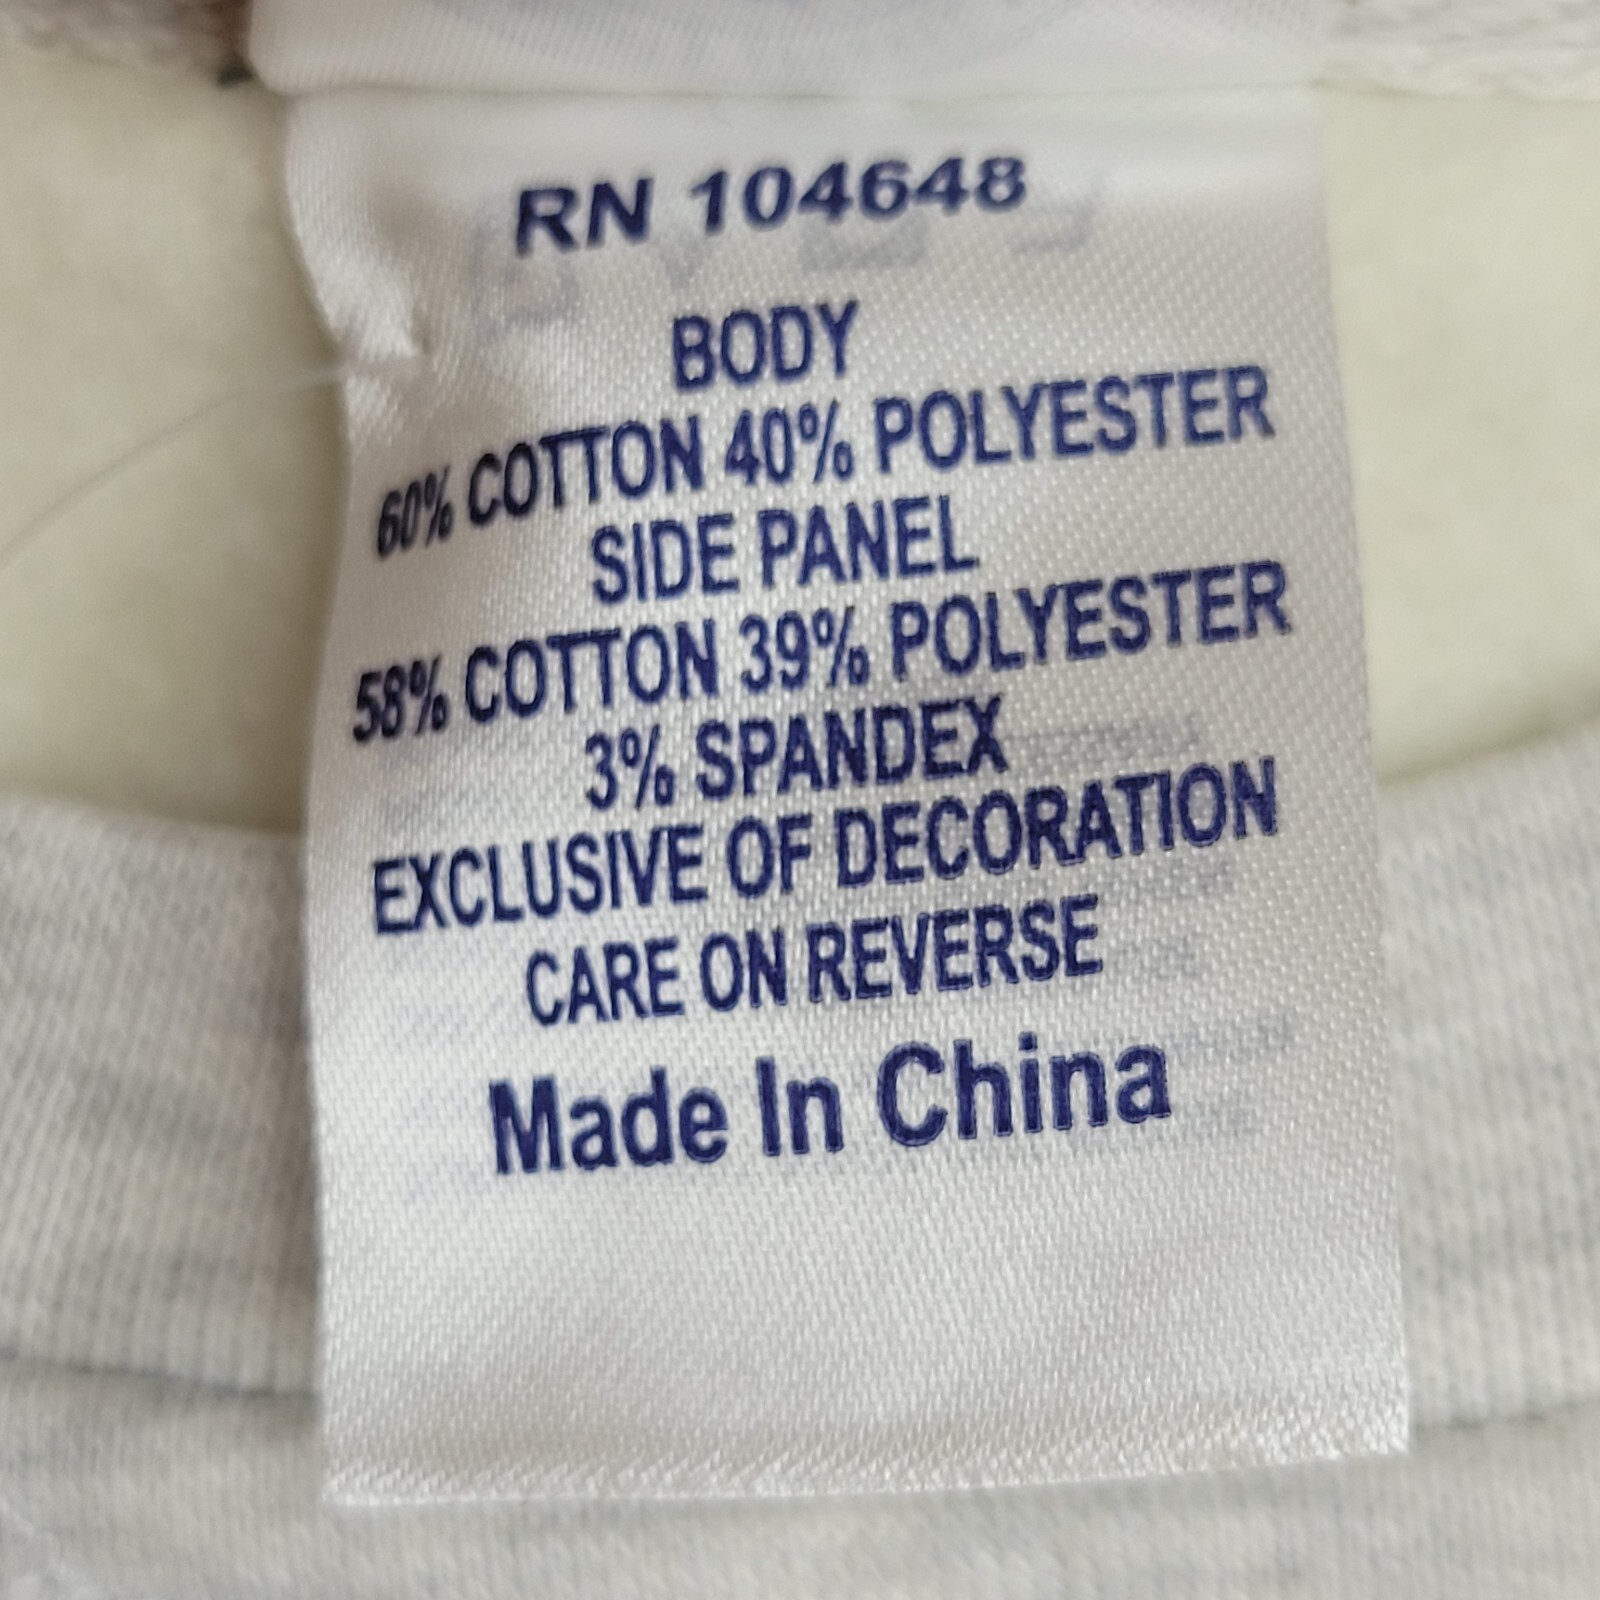 RN 104648
BODY
60% COTTON 40% POLYESTER
SIDE PANEL
58% COTTON 39% POLYESTER
3% SPANDEX
EXCLUSIVE OF DECORATION
CARE ON REVERSE
Made In China